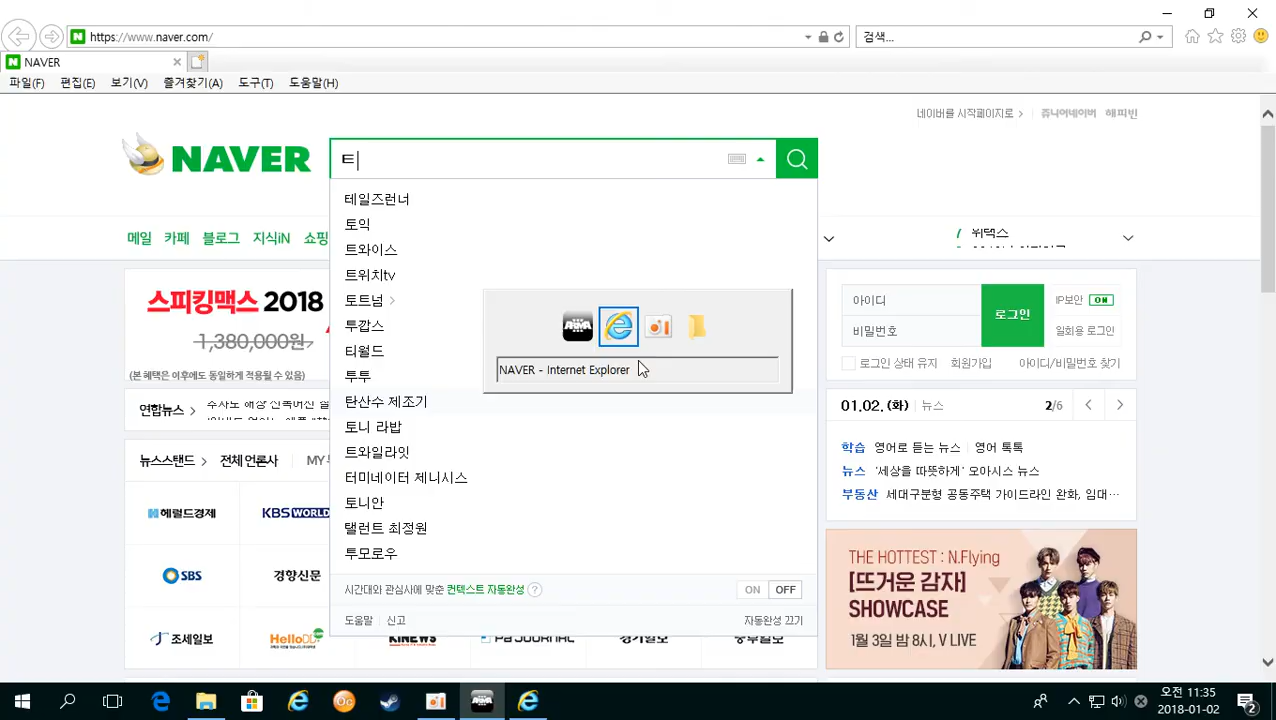 https://www.naver.com/
검색...
NAVER
파일(F) 편집(E) 보기(V) 즐겨찾기(A) 도구(T) 도움말(H)
네이버를 시작페이지로 > 쥬니어네이버 해피빈
NAVER
트
테일즈런너
토익
트와이스
트위치tv
토트넘 >
투갑스
티월드
투투
탄산수 제조기
토니 라밥
트와일라잇
터미네이터 제니시스
토니안
탤런트 최정원
투모로우
시간대와 관심사에 맞춘 컨텍스트 자동완성 ? ON OFF
도움말 신고 자동완성 끄기
메일 카페 블로그 지식iN 쇼핑
위덱스
스피킹맥스 2018
1,380,000원
(본 혜택은 이후에도 동일하게 적용될 수 있음)
NAVER - Internet Explorer
아이디
비밀번호
로그인
IP보안 ON
일회용 로그인
로그인 상태 유지 회원가입 아이디/비밀번호 찾기
연합뉴스 >
01.02.(화) 뉴스 2/6
뉴스스탠드 > 전체 언론사 MY
학습 영어로 듣는 뉴스 영어 톡톡
뉴스 '세상을 따뜻하게' 오아시스 뉴스
부동산 세대구분형 공동주택 가이드라인 완화, 임대...
헤럴드경제 KBS WORLD
SBS 경향신문
조세일보 HelloDD KINEWS
THE HOTTEST : N.Flying
[뜨거운 감자]
SHOWCASE
1월 3일 밤 8시, V LIVE
오전 11:35
2018-01-02
2